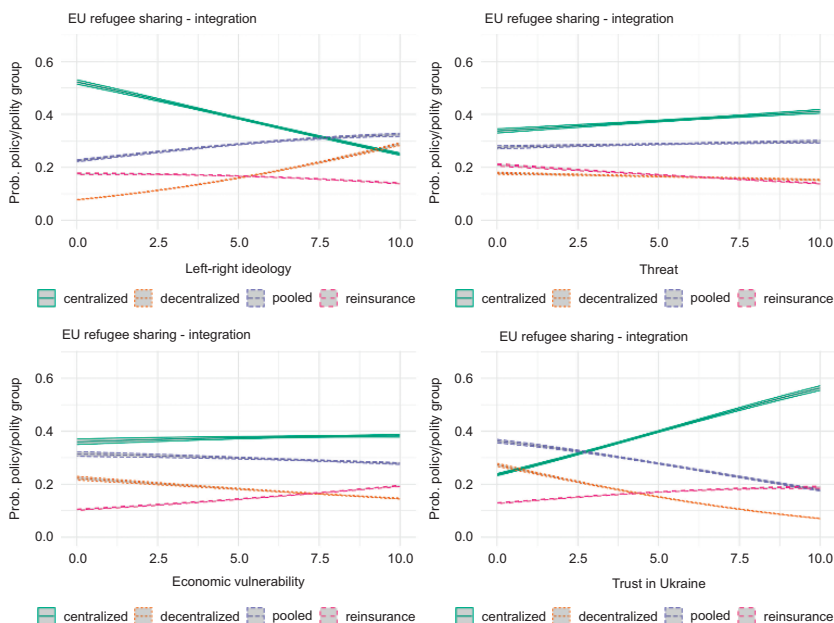 EU refugee sharing - integration
Prob. policy/polity group
0.6
0.4
0.2
0.0
0.0 2.5 5.0 7.5 10.0
Left-right ideology
centralized decentralized pooled reinsurance
EU refugee sharing - integration
Prob. policy/polity group
0.6
0.4
0.2
0.0
0.0 2.5 5.0 7.5 10.0
Threat
centralized decentralized pooled reinsurance
EU refugee sharing - integration
Prob. policy/polity group
0.6
0.4
0.2
0.0
0.0 2.5 5.0 7.5 10.0
Economic vulnerability
centralized decentralized pooled reinsurance
EU refugee sharing - integration
Prob. policy/polity group
0.6
0.4
0.2
0.0
0.0 2.5 5.0 7.5 10.0
Trust in Ukraine
centralized decentralized pooled reinsurance